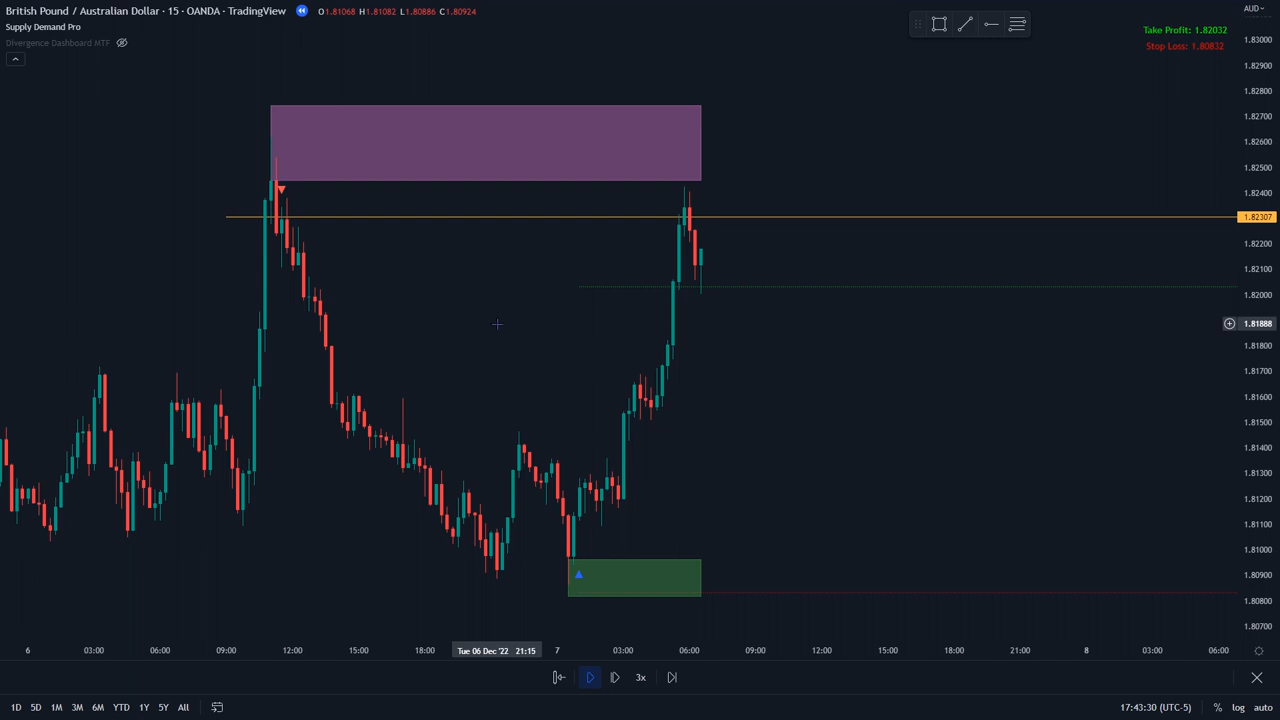 British Pound / Australian Dollar · 15 · OANDA · TradingView O1.81068 H1.81082 L1.80886 C1.80924
Supply Demand Pro
Divergence Dashboard MTF
AUD
Take Profit: 1.82032
Stop Loss: 1.80832
1.83000
1.82900
1.82800
1.82700
1.82600
1.82500
1.82400
1.82307
1.82200
1.82100
1.82000
1.81888
1.81800
1.81700
1.81600
1.81500
1.81400
1.81300
1.81200
1.81100
1.81000
1.80900
1.80800
1.80700
6 03:00 06:00 09:00 12:00 15:00 18:00 Tue 06 Dec '22 21:15 7 03:00 06:00 09:00 12:00 15:00 18:00 21:00 8 03:00 06:00
3x
1D 5D 1M 3M 6M YTD 1Y 5Y All 17:43:30 (UTC-5) % log auto